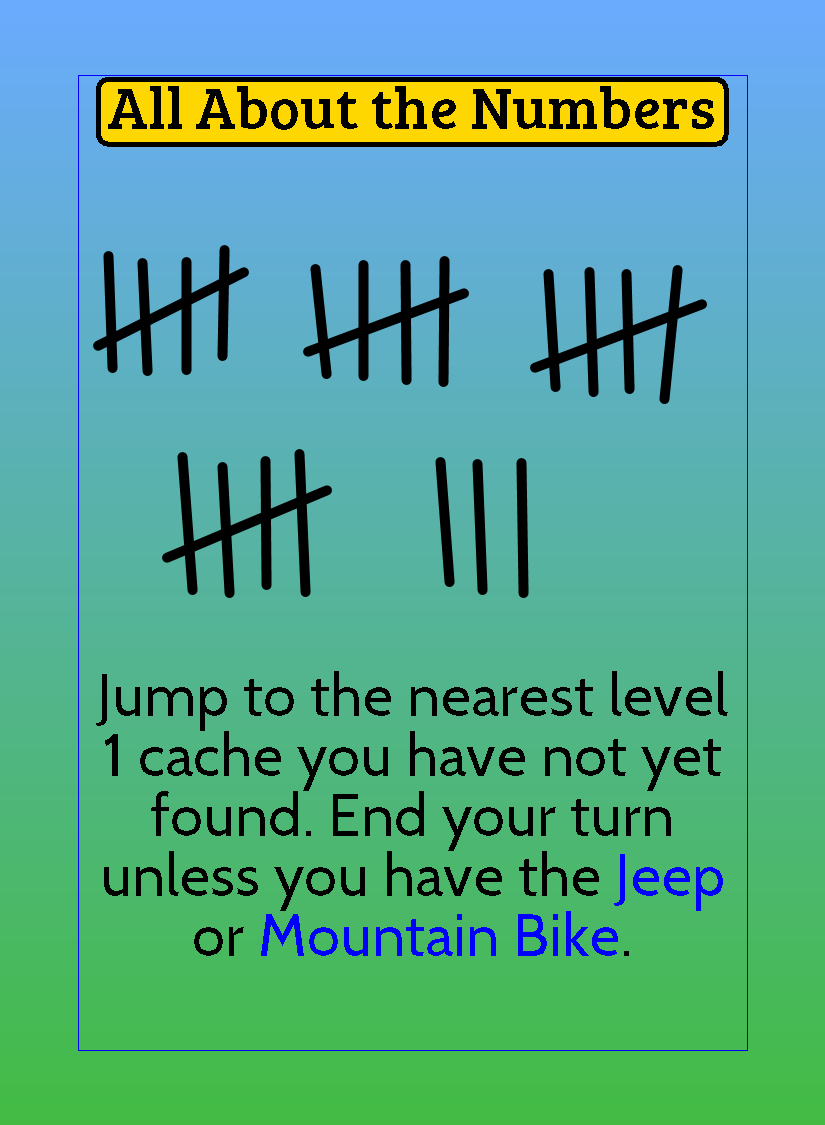 All About the Numbers
Jump to the nearest level
1 cache you have not yet
found. End your turn
unless you have the Jeep
or Mountain Bike.